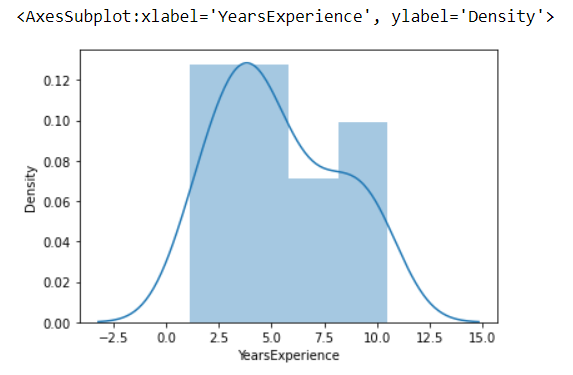 <AxesSubplot:xlabel='YearsExperience', ylabel='Density'>
0.12
0.10
0.08
0.06
0.04
0.02
0.00
Density
−2.5 0.0 2.5 5.0 7.5 10.0 12.5 15.0
YearsExperience